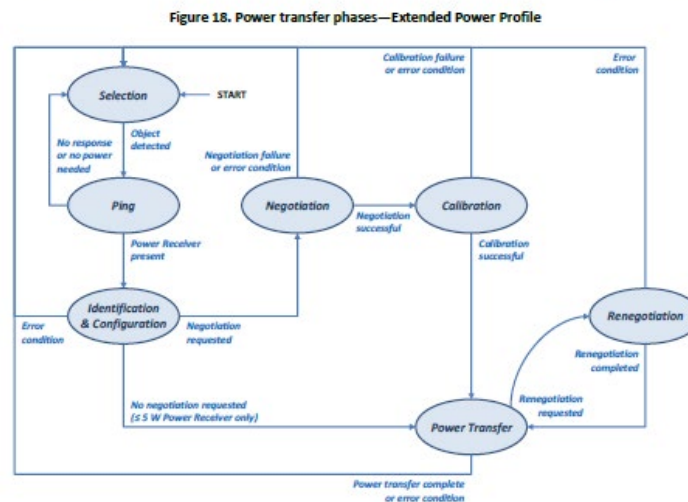 Figure 18. Power transfer phases—Extended Power Profile
Calibration failure
or error condition
Error
condition
Selection
START
No response
or no power
needed
Object
detected
Negotiation failure
or error condition
Ping
Negotiation
Negotiation
successful
Calibration
Power Receiver
present
Calibration
successful
Identification
& Configuration
Error
condition
Negotiation
requested
Renegotiation
Renegotiation
completed
No negotiation requested
(≤ 5 W Power Receiver only)
Renegotiation
requested
Power Transfer
Power transfer complete
or error condition